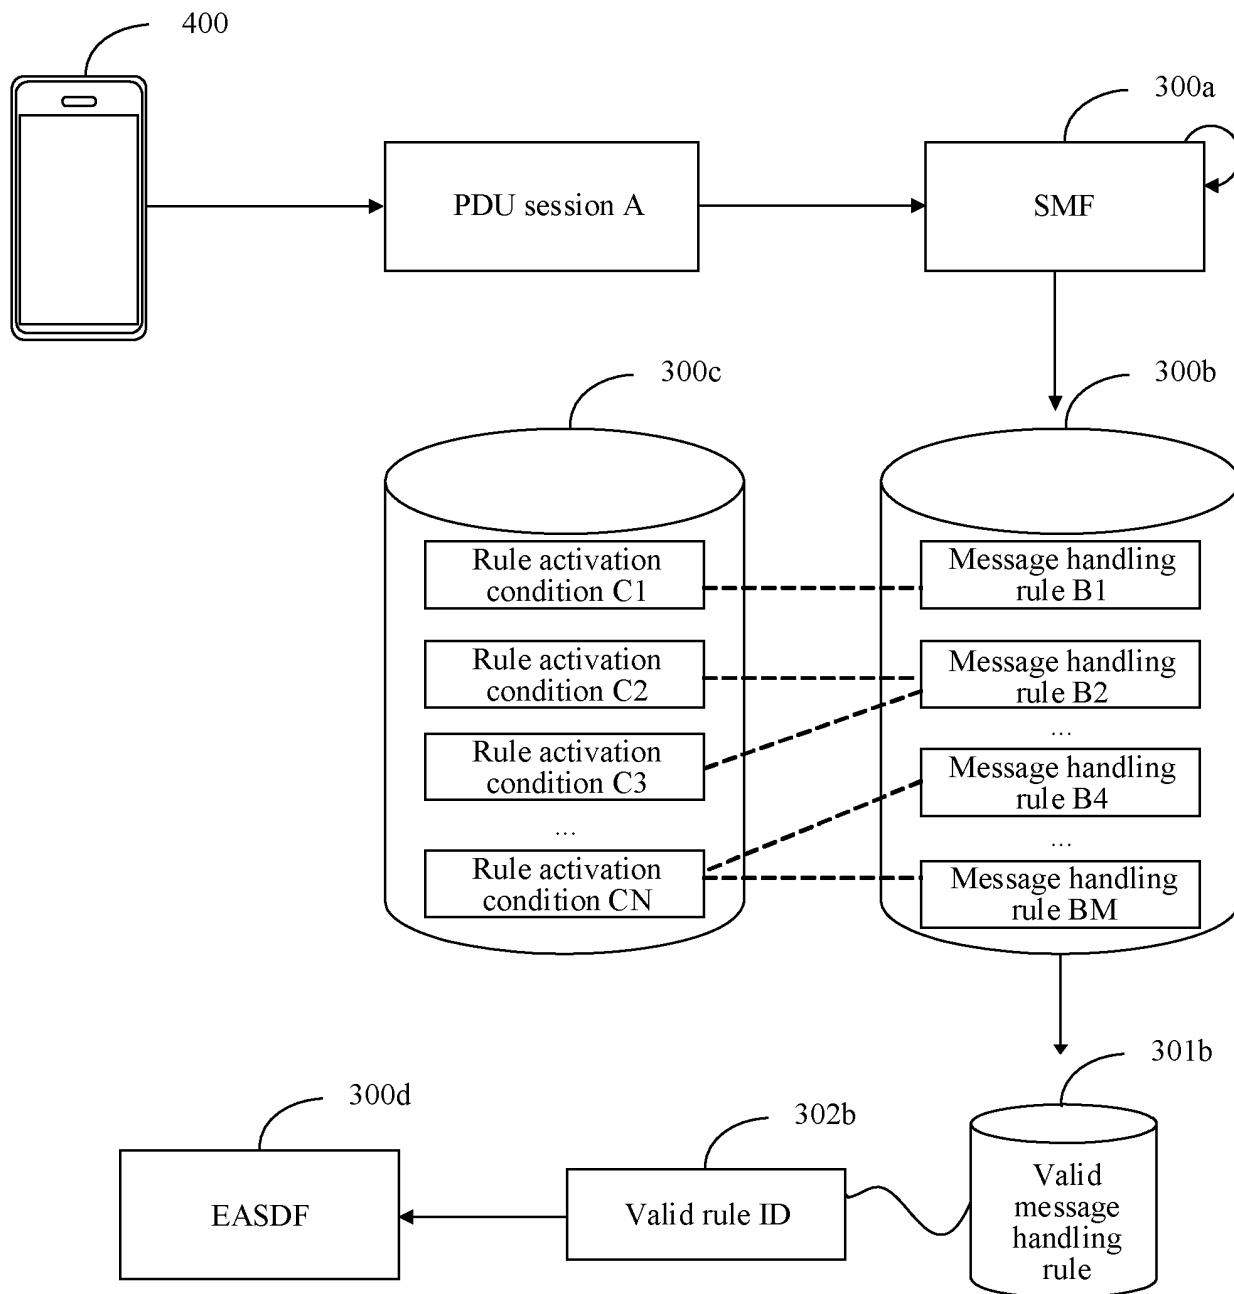 400
300a
PDU session A
SMF
300c
300b
Rule activation
condition C1
Message handling
rule B1
Rule activation
condition C2
Message handling
rule B2
...
Rule activation
condition C3
Message handling
rule B4
...
...
Rule activation
condition CN
Message handling
rule BM
301b
300d
302b
EASDF
Valid rule ID
Valid
message
handling
rule